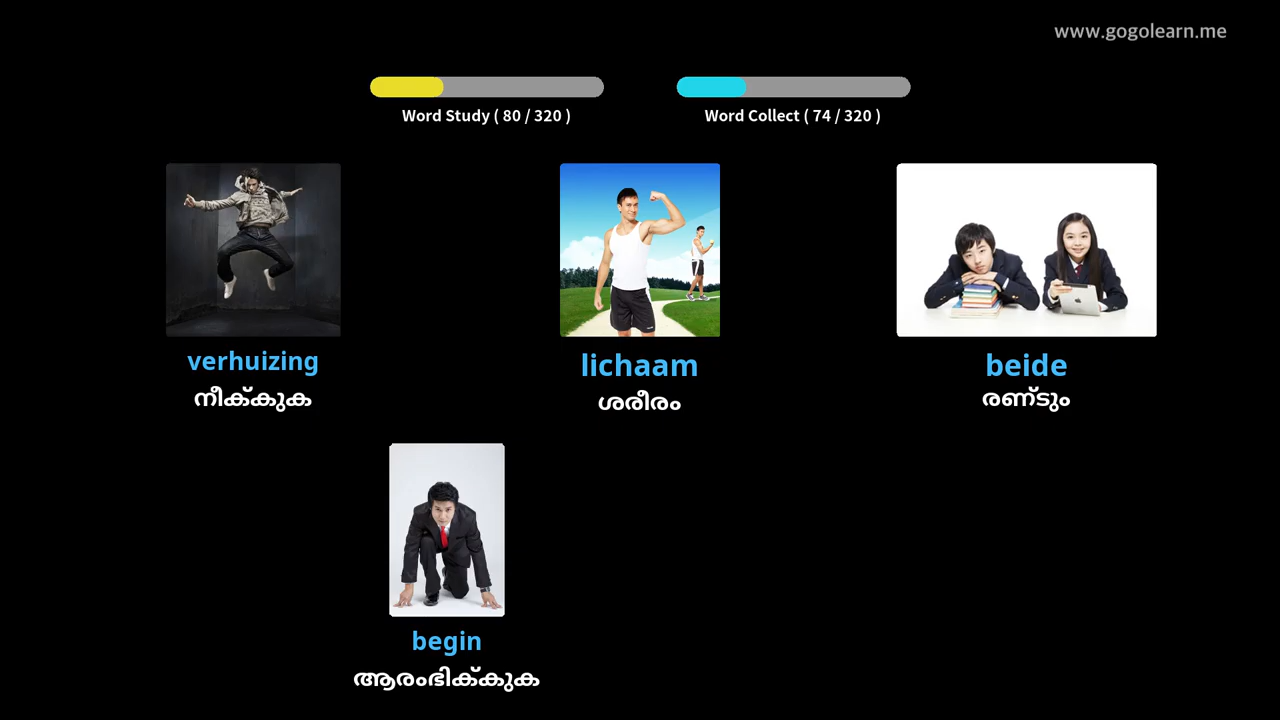 www.gogolearn.me
Word Study ( 80 / 320 )
Word Collect ( 74 / 320 )
verhuizing
നീക്കുക
lichaam
ശരീരം
beide
രണ്ടും
begin
ആരംഭിക്കുക